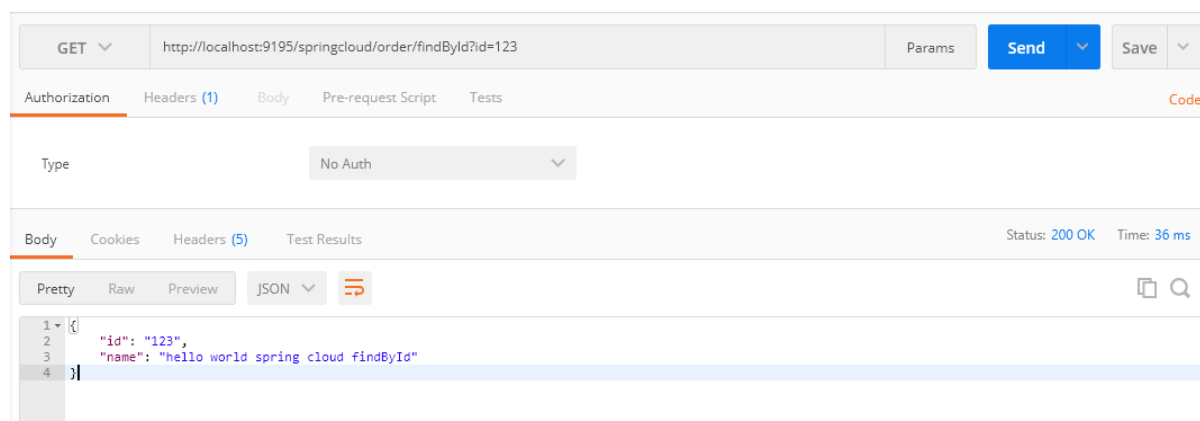 GET http://localhost:9195/springcloud/order/findById?id=123 Params Send Save
Authorization Headers (1) Body Pre-request Script Tests Code
Type No Auth
Body Cookies Headers (5) Test Results Status: 200 OK Time: 36 ms
Pretty Raw Preview JSON
1 {
2 "id": "123",
3 "name": "hello world spring cloud findById"
4 }